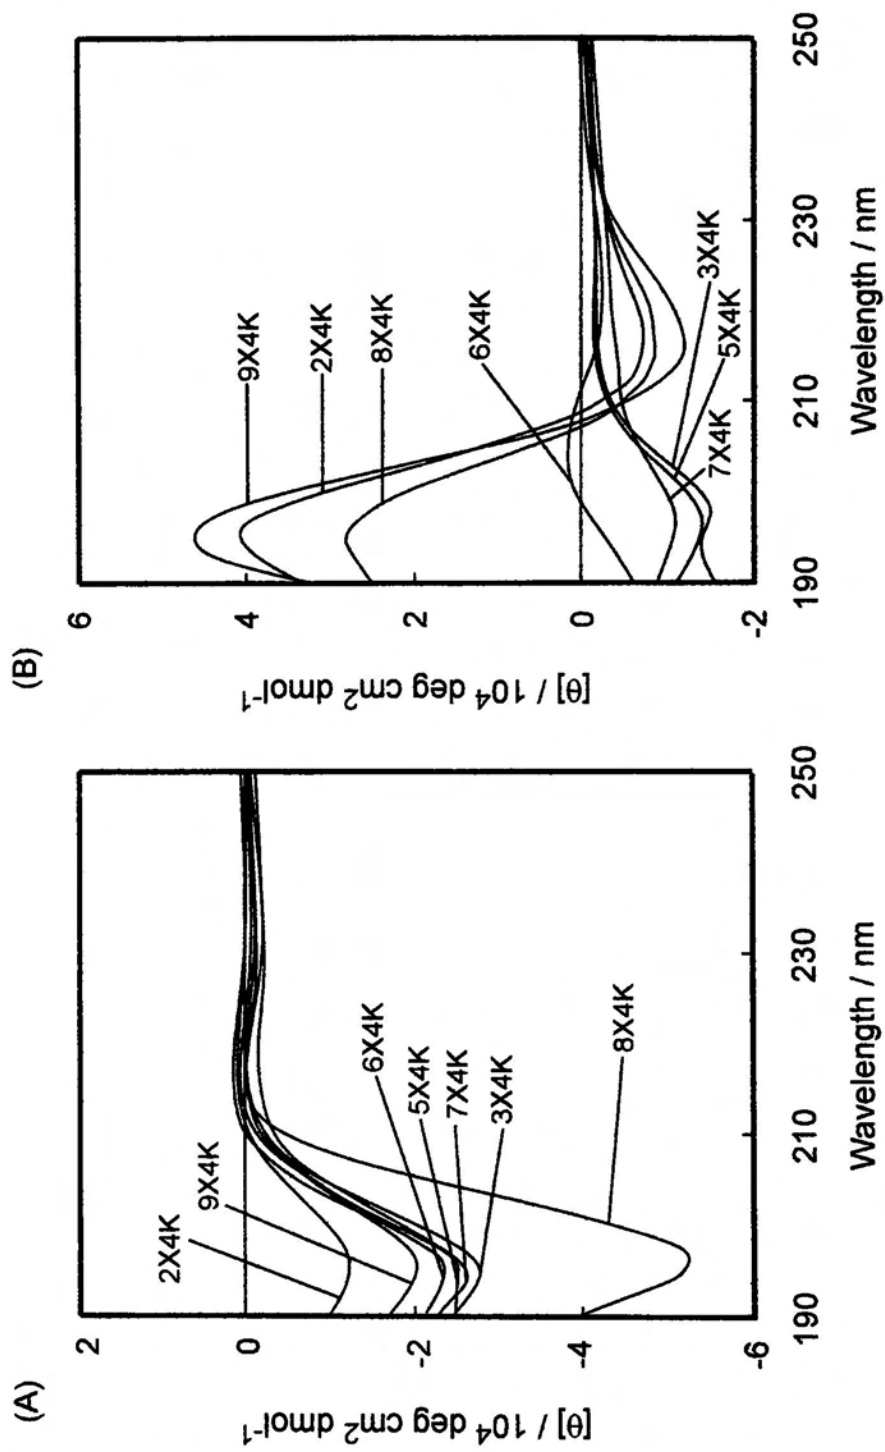 (A)
2
0
-2
-4
-6
[θ] / 10⁴ deg cm² dmol⁻¹
2X4K
9X4K
6X4K
5X4K
7X4K
3X4K
8X4K
190
210
230
250
Wavelength / nm
(B)
6
4
2
0
-2
[θ] / 10⁴ deg cm² dmol⁻¹
9X4K
2X4K
8X4K
6X4K
7X4K
5X4K
3X4K
190
210
230
250
Wavelength / nm